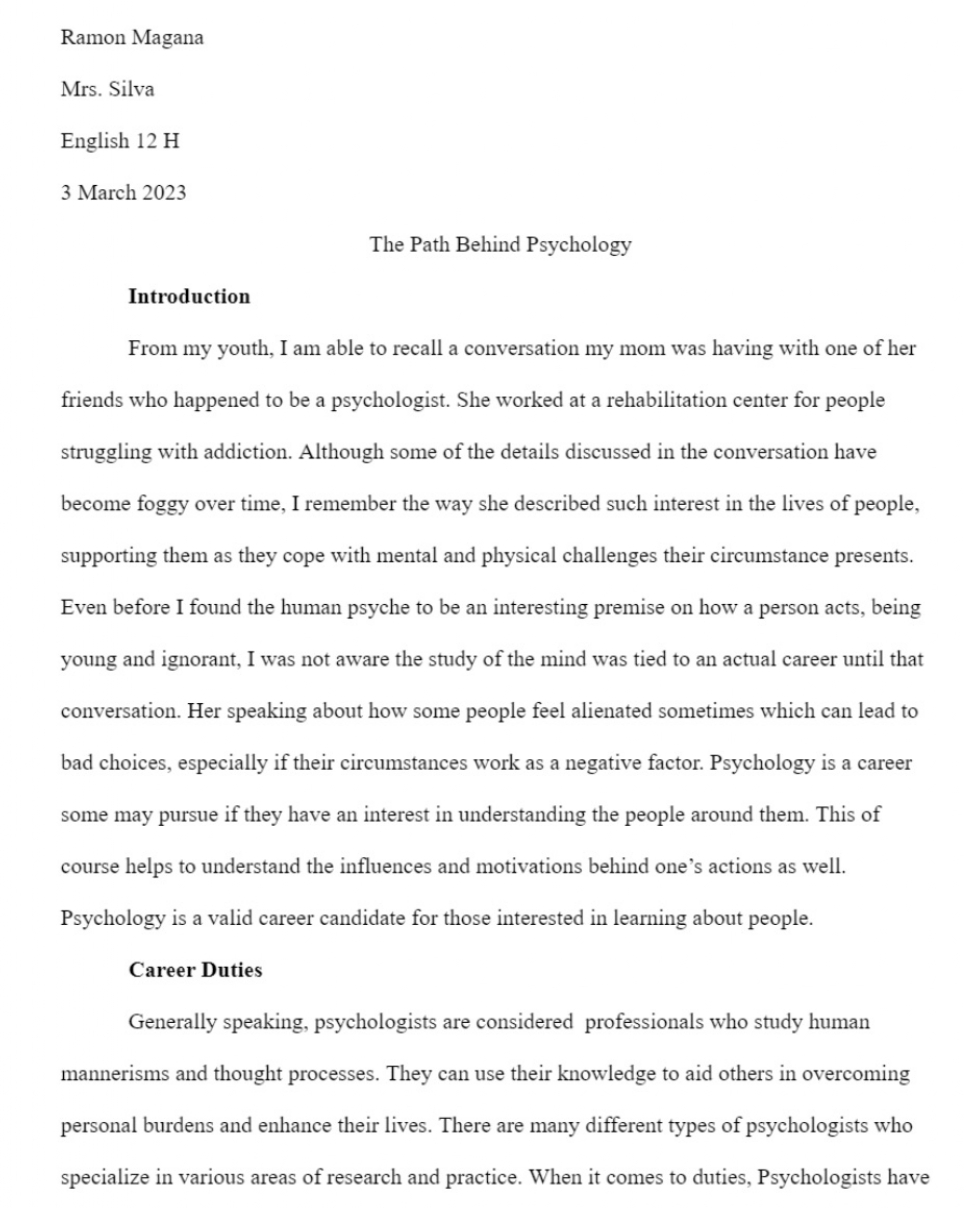 Ramon Magana
Mrs. Silva
English 12 H
3 March 2023
The Path Behind Psychology
Introduction
From my youth, I am able to recall a conversation my mom was having with one of her
friends who happened to be a psychologist. She worked at a rehabilitation center for people
struggling with addiction. Although some of the details discussed in the conversation have
become foggy over time, I remember the way she described such interest in the lives of people,
supporting them as they cope with mental and physical challenges their circumstance presents.
Even before I found the human psyche to be an interesting premise on how a person acts, being
young and ignorant, I was not aware the study of the mind was tied to an actual career until that
conversation. Her speaking about how some people feel alienated sometimes which can lead to
bad choices, especially if their circumstances work as a negative factor. Psychology is a career
some may pursue if they have an interest in understanding the people around them. This of
course helps to understand the influences and motivations behind one’s actions as well.
Psychology is a valid career candidate for those interested in learning about people.
Career Duties
Generally speaking, psychologists are considered  professionals who study human
mannerisms and thought processes. They can use their knowledge to aid others in overcoming
personal burdens and enhance their lives. There are many different types of psychologists who
specialize in various areas of research and practice. When it comes to duties, Psychologists have